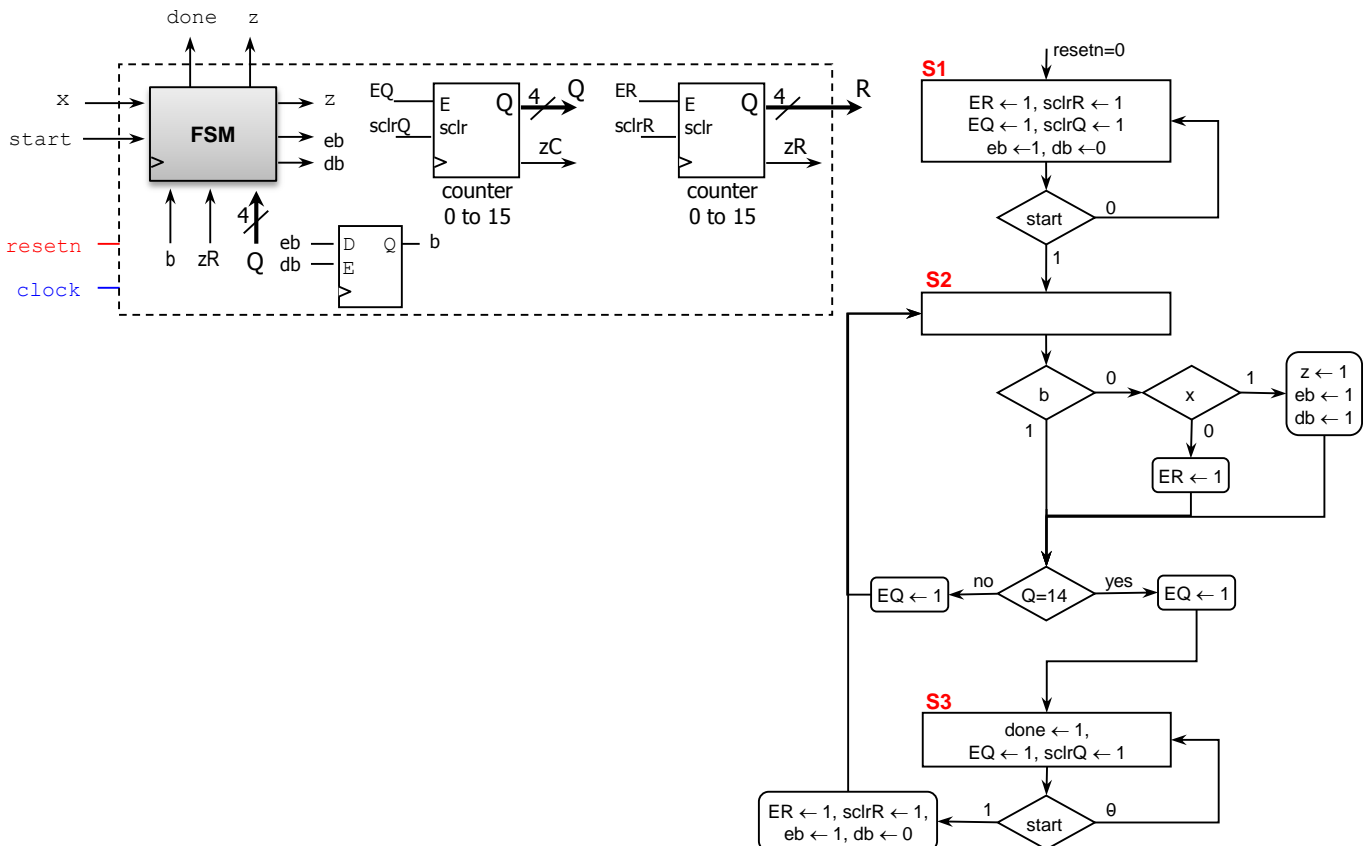 done
z
x
start
FSM
z
eb
db
4
b
zR
Q
resetn
clock
EQ
sclrQ
E
sclr
Q
4
Q
zC
counter
0 to 15
ER
sclrR
E
sclr
Q
4
R
zR
counter
0 to 15
eb
db
D
E
Q
b
resetn=0
S1
ER ← 1, sclrR ← 1
EQ ← 1, sclrQ ← 1
eb ←1, db ←0
start
0
1
S2
b
0
1
x
1
0
z ← 1
eb ← 1
db ← 1
ER ← 1
Q=14
no
yes
EQ ← 1
EQ ← 1
S3
done ← 1,
EQ ← 1, sclrQ ← 1
start
1
0
ER ← 1, sclrR ← 1,
eb ← 1, db ← 0